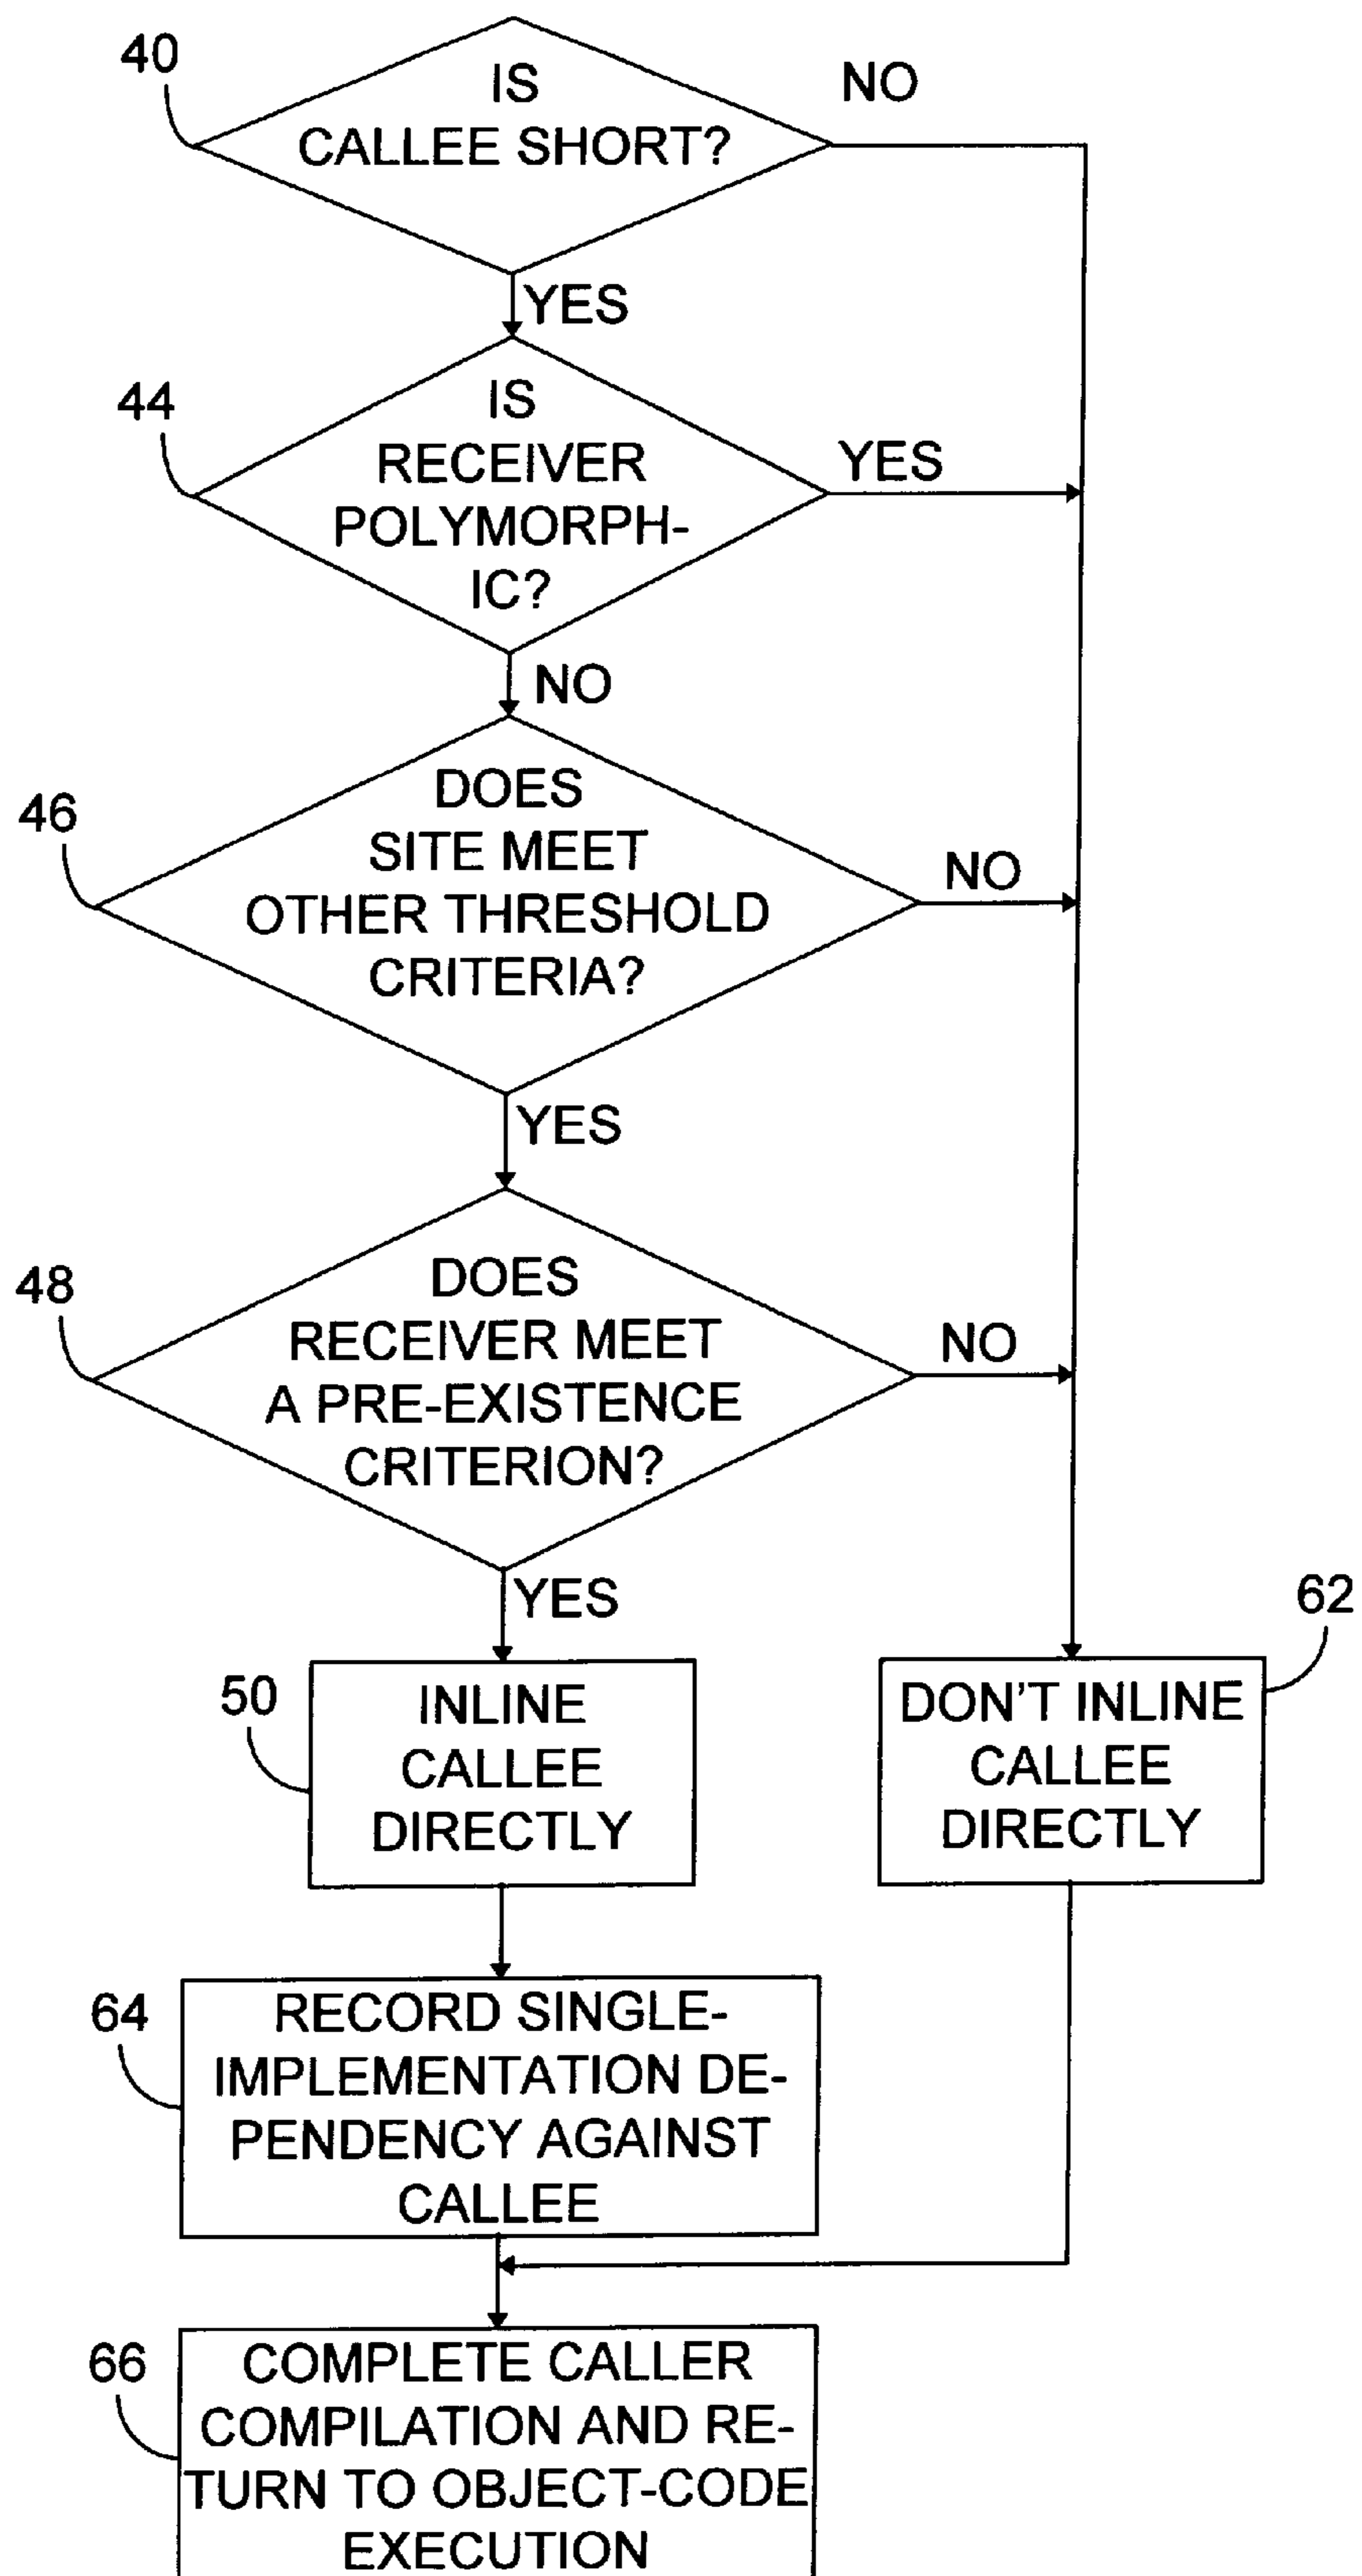 40
IS
CALLEE SHORT?
NO
YES
44
IS
RECEIVER
POLYMORPH-
IC?
YES
NO
46
DOES
SITE MEET
OTHER THRESHOLD
CRITERIA?
NO
YES
48
DOES
RECEIVER MEET
A PRE-EXISTENCE
CRITERION?
NO
YES
50
INLINE
CALLEE
DIRECTLY
62
DON'T INLINE
CALLEE
DIRECTLY
64
RECORD SINGLE-
IMPLEMENTATION DE-
PENDENCY AGAINST
CALLEE
66
COMPLETE CALLER
COMPILATION AND RE-
TURN TO OBJECT-CODE
EXECUTION